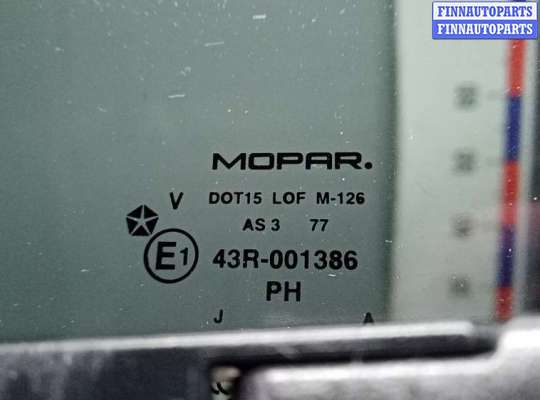 FINNAUTOPARTS
FINNAUTOPARTS
MOPAR.
V DOT15 LOF M-126
AS 3 77
E1 43R-001386
PH
J A